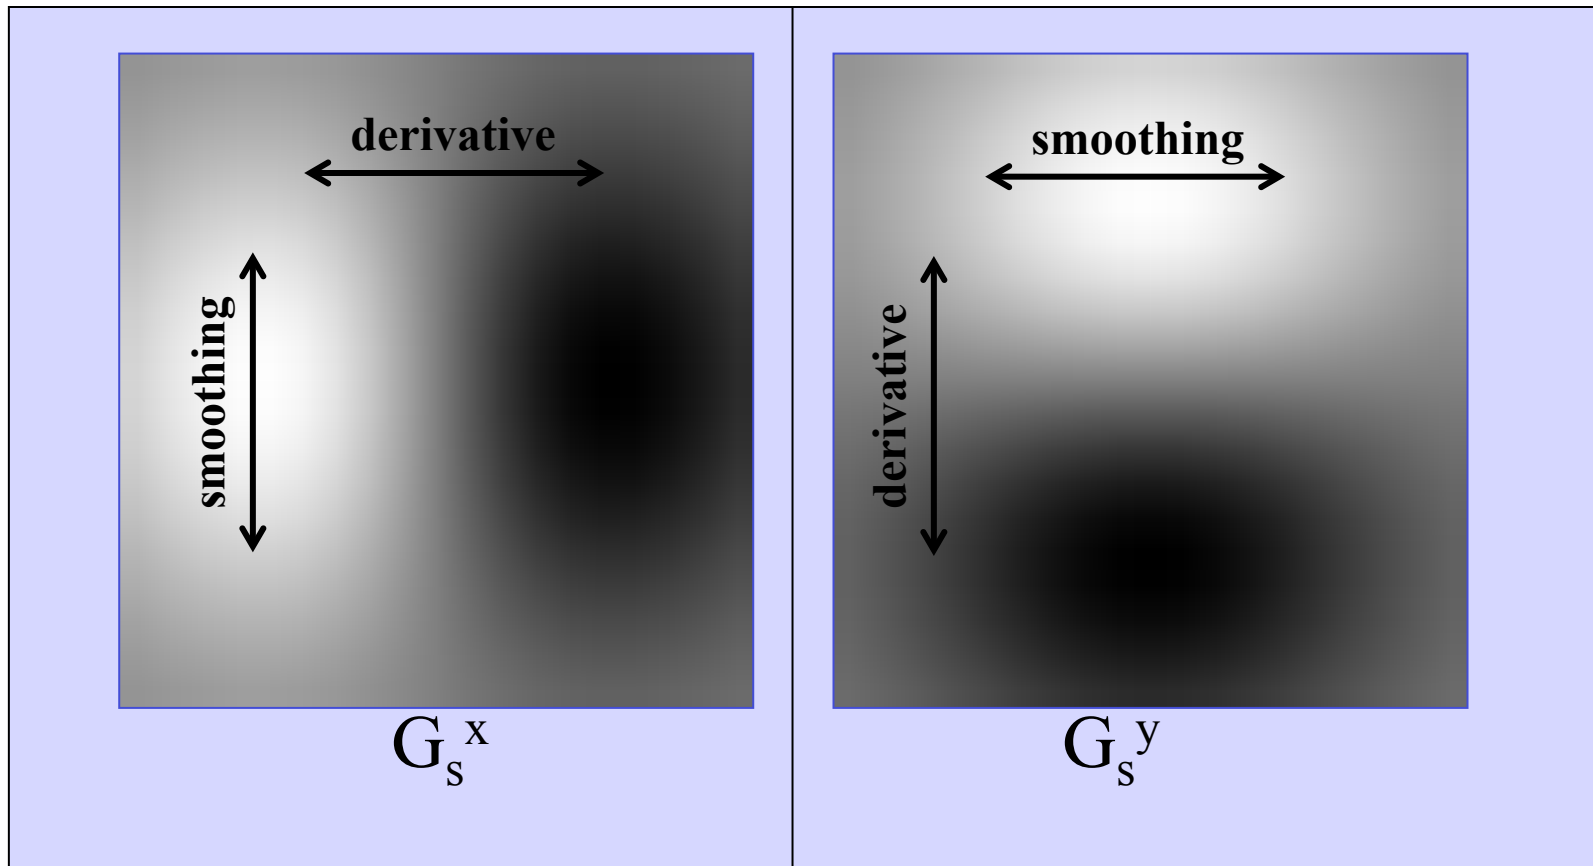 derivative
smoothing
G_s^x
smoothing
derivative
G_s^y